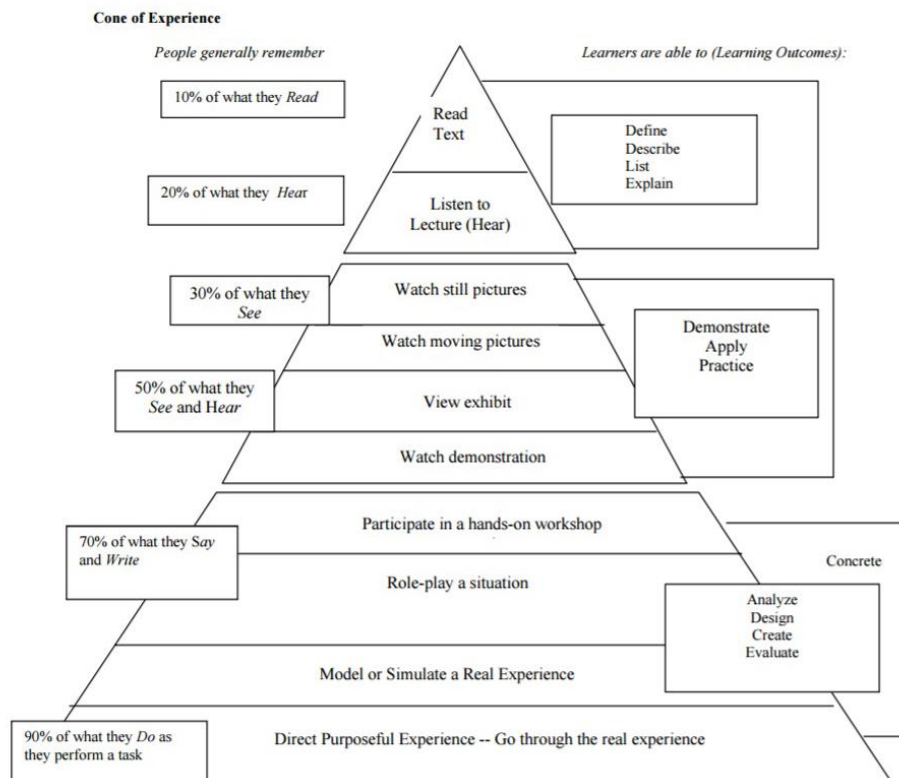 Cone of Experience
People generally remember
Learners are able to (Learning Outcomes):
10% of what they Read
Read
Text
Define
Describe
List
Explain
20% of what they Hear
Listen to
Lecture (Hear)
30% of what they
See
Watch still pictures
Watch moving pictures
Demonstrate
Apply
Practice
50% of what they
See and Hear
View exhibit
Watch demonstration
Participate in a hands-on workshop
70% of what they Say
and Write
Concrete
Role-play a situation
Analyze
Design
Create
Evaluate
Model or Simulate a Real Experience
90% of what they Do as
they perform a task
Direct Purposeful Experience -- Go through the real experience